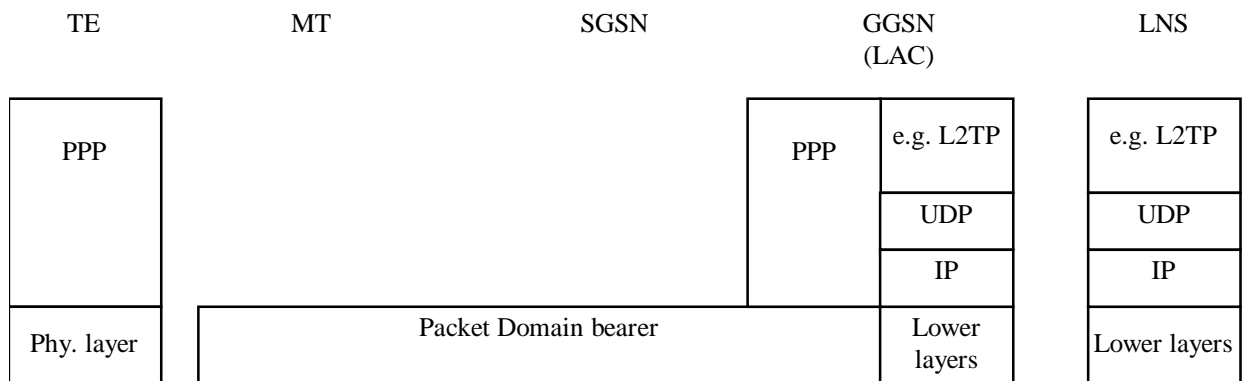 TE MT SGSN GGSN LNS
(LAC)
PPP PPP e.g. L2TP e.g. L2TP
UDP UDP
IP IP
Phy. layer Packet Domain bearer Lower layers Lower layers